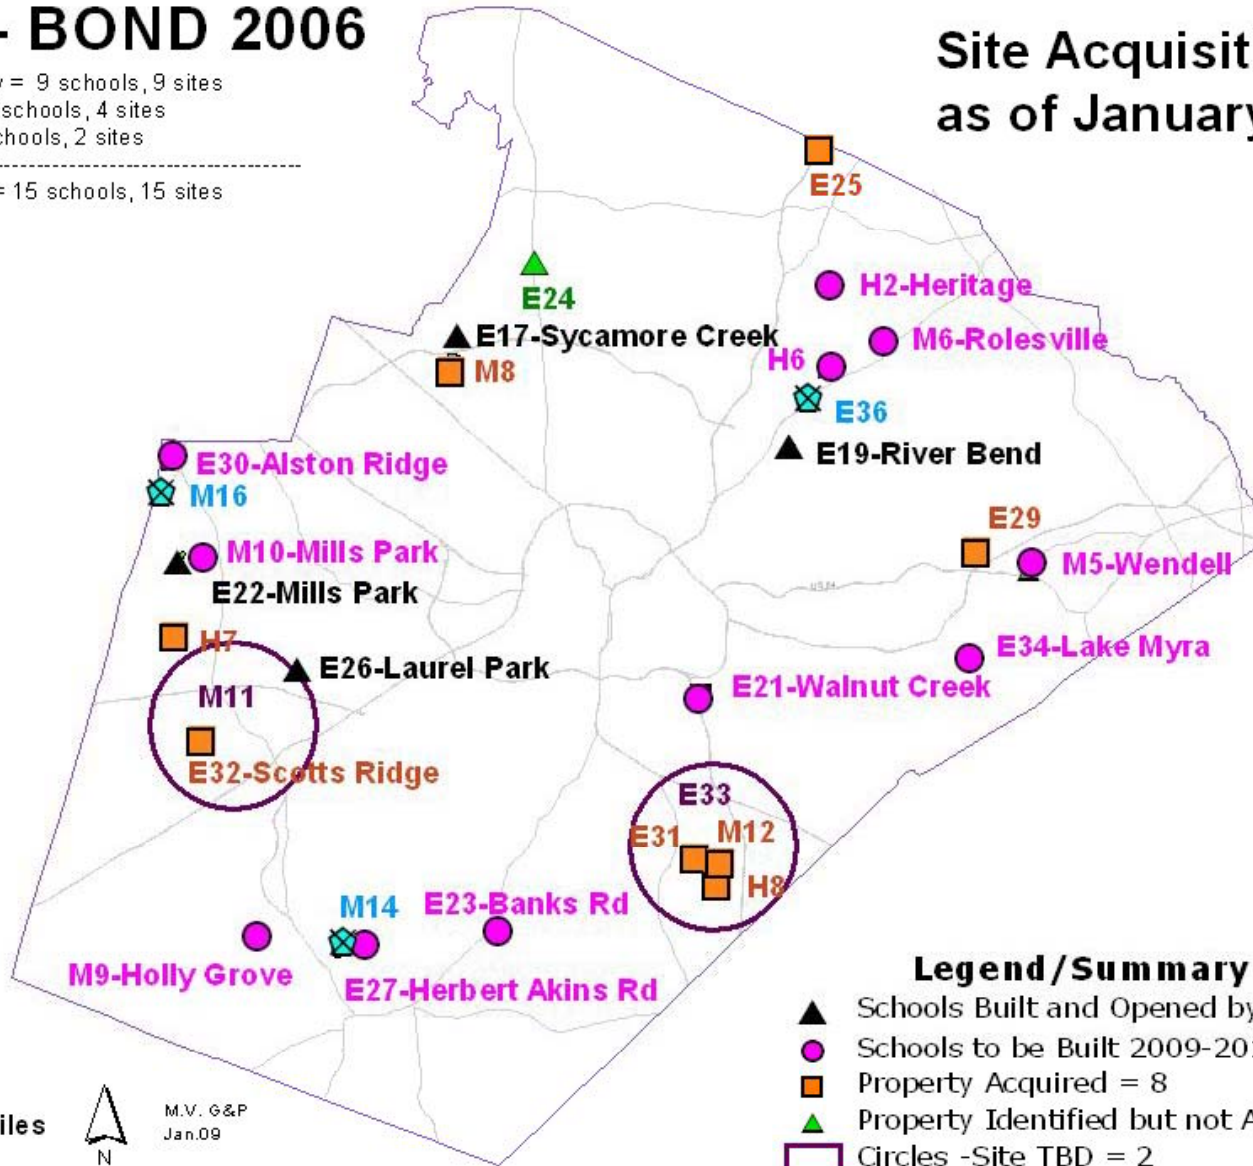 - BOND 2006
= 9 schools, 9 sites
schools, 4 sites
chools, 2 sites
= 15 schools, 15 sites
Site Acquisit
as of January
E25
E24
H2-Heritage
E17-Sycamore Creek
M6-Rolesville
H6
M8
E36
E19-River Bend
E30-Alston Ridge
M16
E29
M10-Mills Park
M5-Wendell
E22-Mills Park
H7
E34-Lake Myra
E26-Laurel Park
E21-Walnut Creek
M11
E32-Scotts Ridge
E33
E31
M12
H8
M14
E23-Banks Rd
M9-Holly Grove
E27-Herbert Akins Rd
Legend/Summary
Schools Built and Opened by
Schools to be Built 2009-20
Property Acquired = 8
Property Identified but not A
Circles -Site TBD = 2
iles
N
M.V. G&P
Jan.09